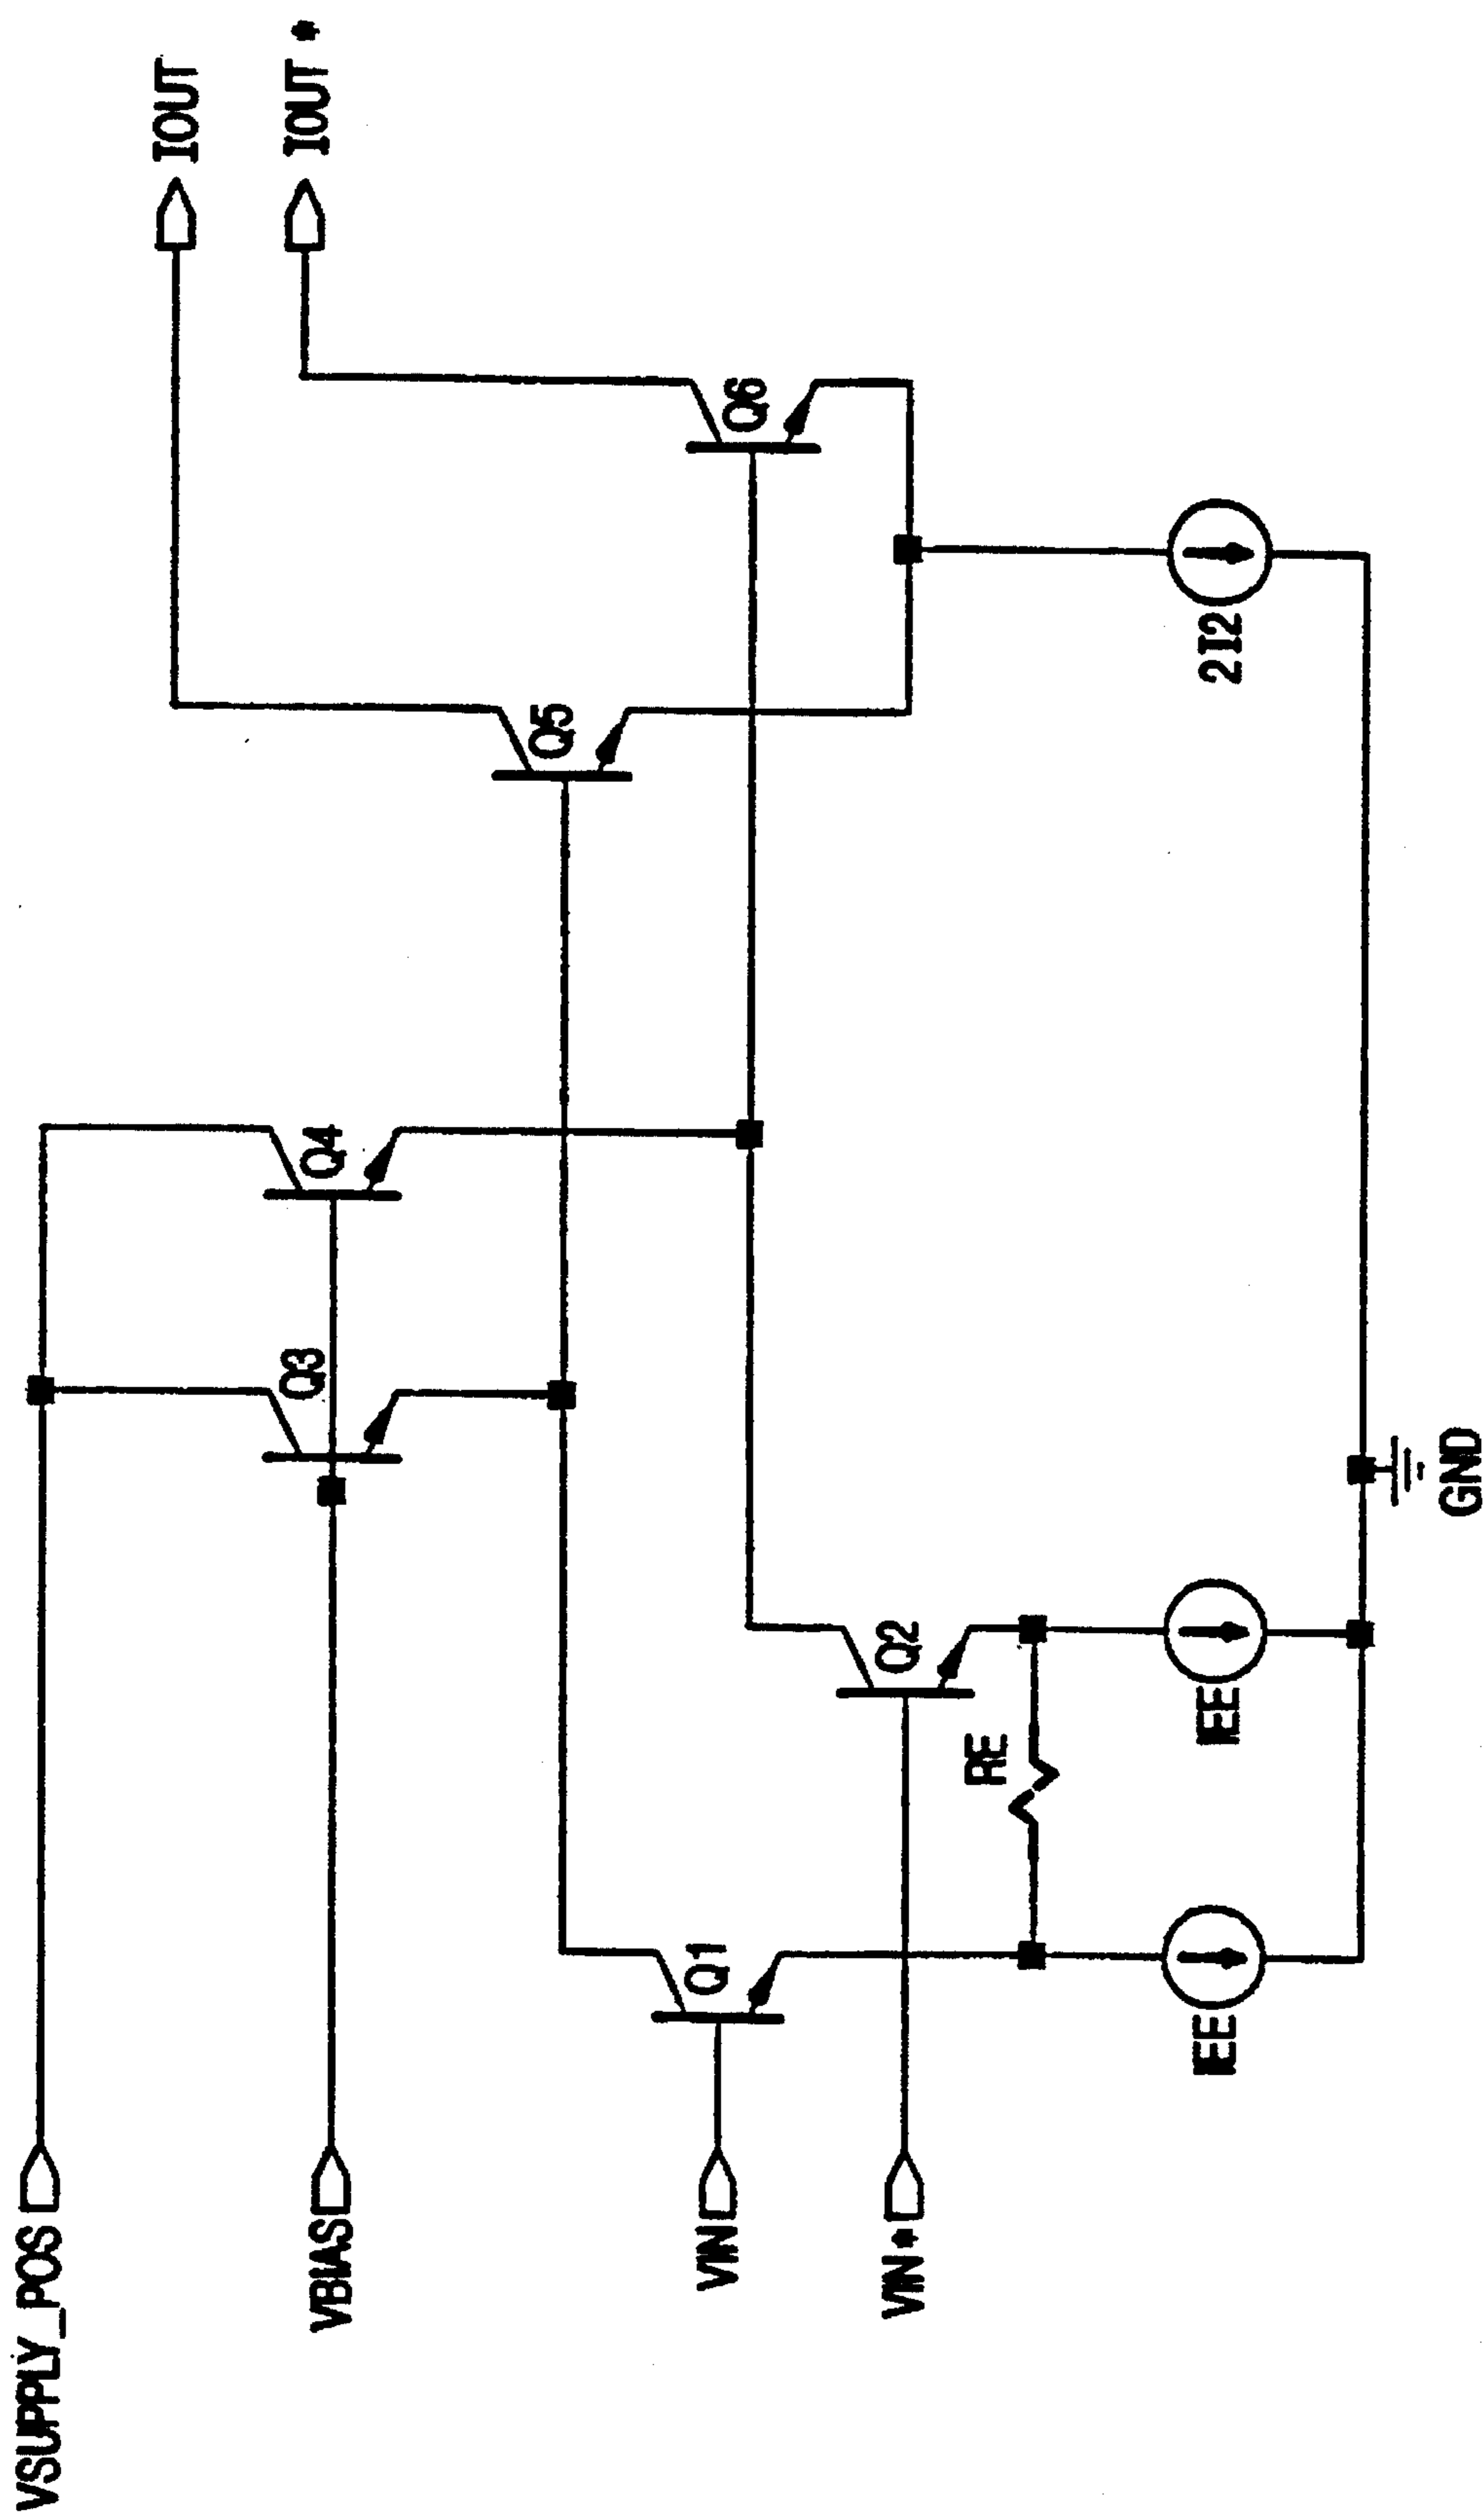 VSUPPLY_POS
VBIAS
VIN
VIN*
IOUT
IOUT*
Q1
Q2
Q3
Q4
Q5
Q6
RE
IEE
IEE
2I2
GND